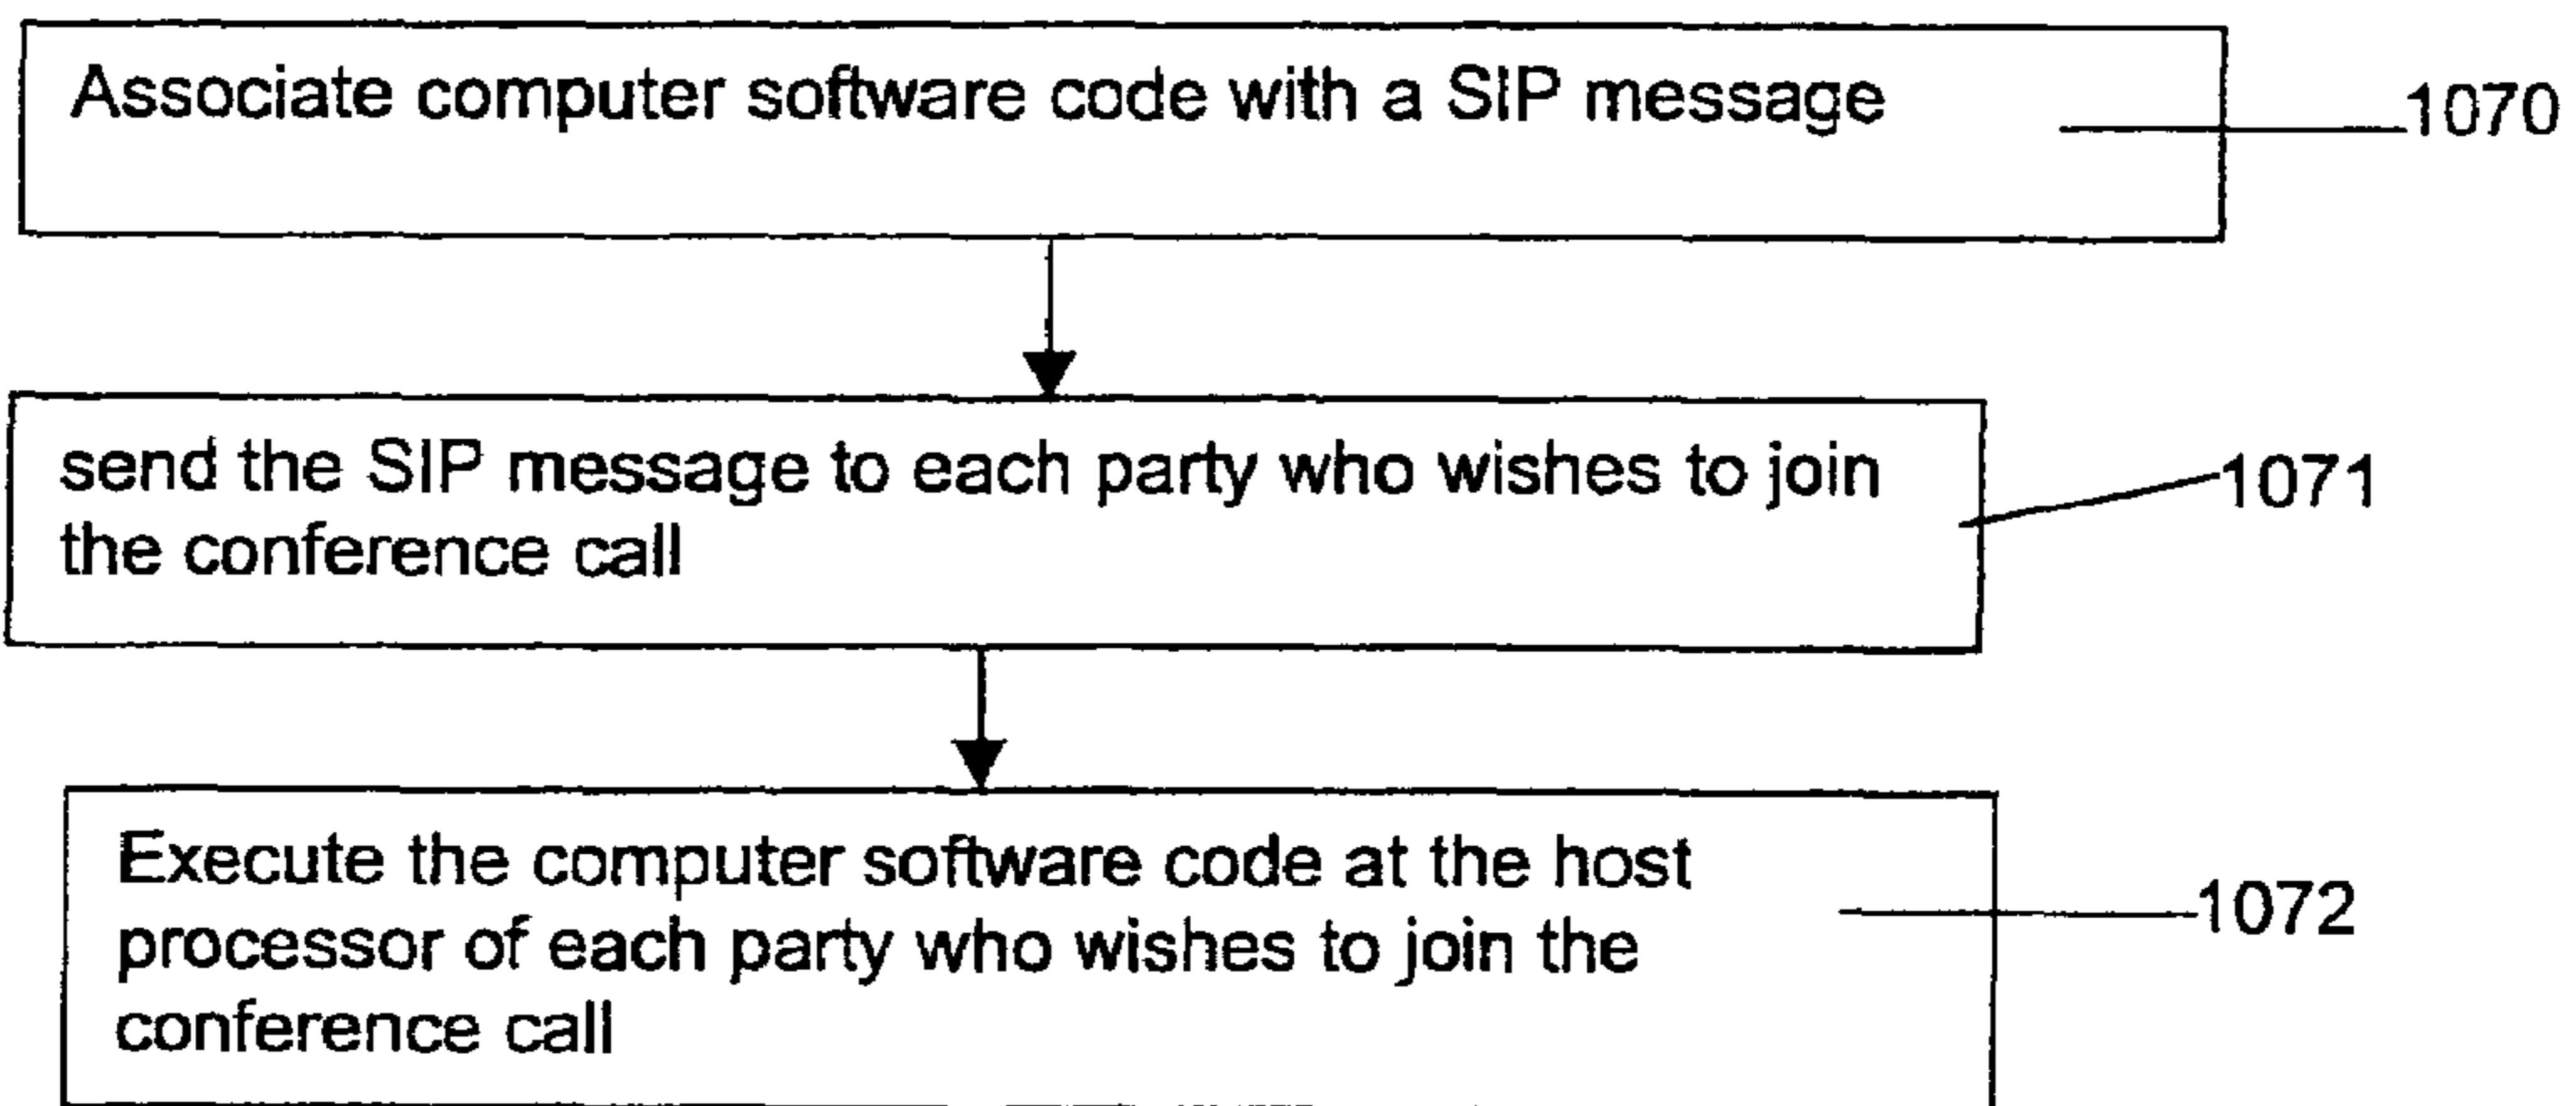 Associate computer software code with a SIP message
1070
send the SIP message to each party who wishes to join
the conference call
1071
Execute the computer software code at the host
processor of each party who wishes to join the
conference call
1072